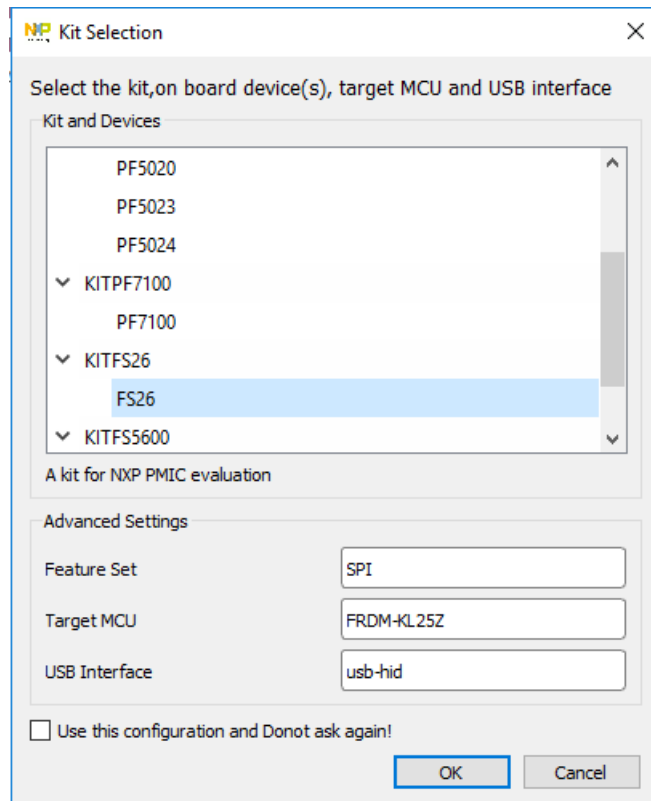 NXP Kit Selection
Select the kit,on board device(s), target MCU and USB interface
Kit and Devices
PF5020
PF5023
PF5024
KITPF7100
PF7100
KITFS26
FS26
KITFS5600
A kit for NXP PMIC evaluation
Advanced Settings
Feature Set SPI
Target MCU FRDM-KL25Z
USB Interface usb-hid
Use this configuration and Donot ask again!
OK Cancel